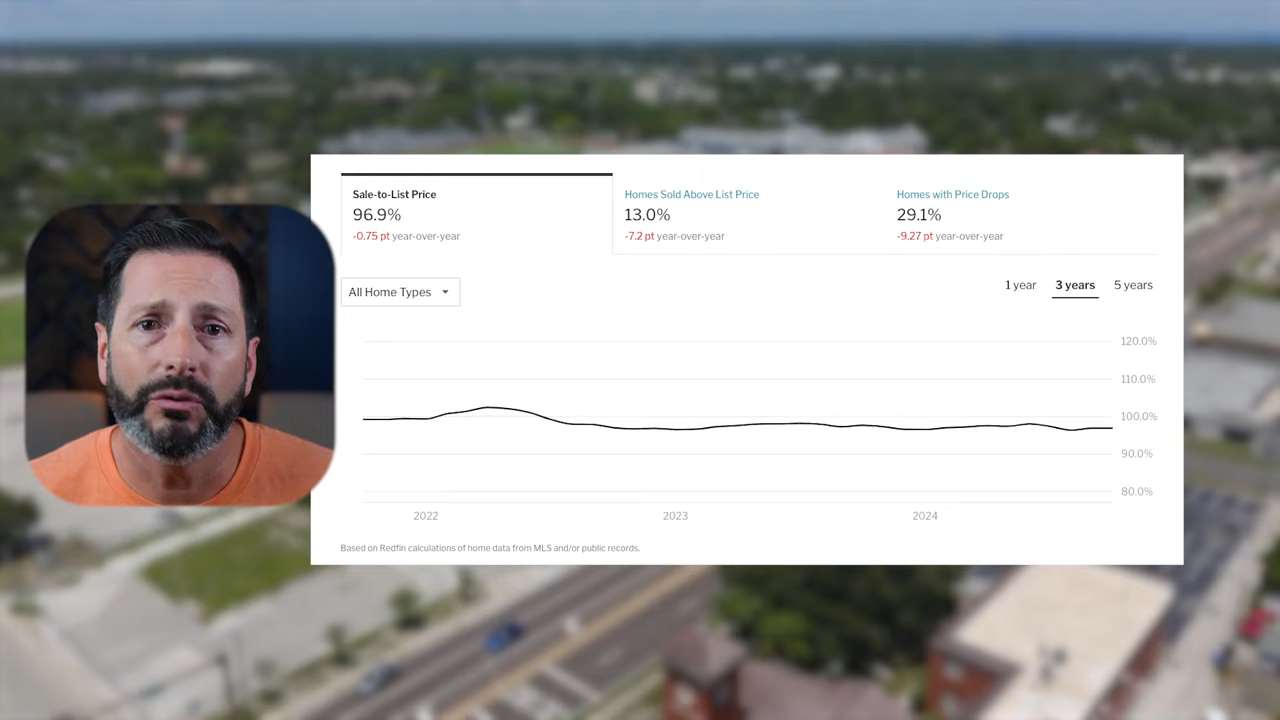 Sale-to-List Price
96.9%
-0.75 pt year-over-year
Homes Sold Above List Price
13.0%
-7.2 pt year-over-year
Homes with Price Drops
29.1%
-9.27 pt year-over-year
All Home Types
1 year 3 years 5 years
120.0%
110.0%
100.0%
90.0%
80.0%
2022 2023 2024
Based on Redfin calculations of home data from MLS and/or public records.